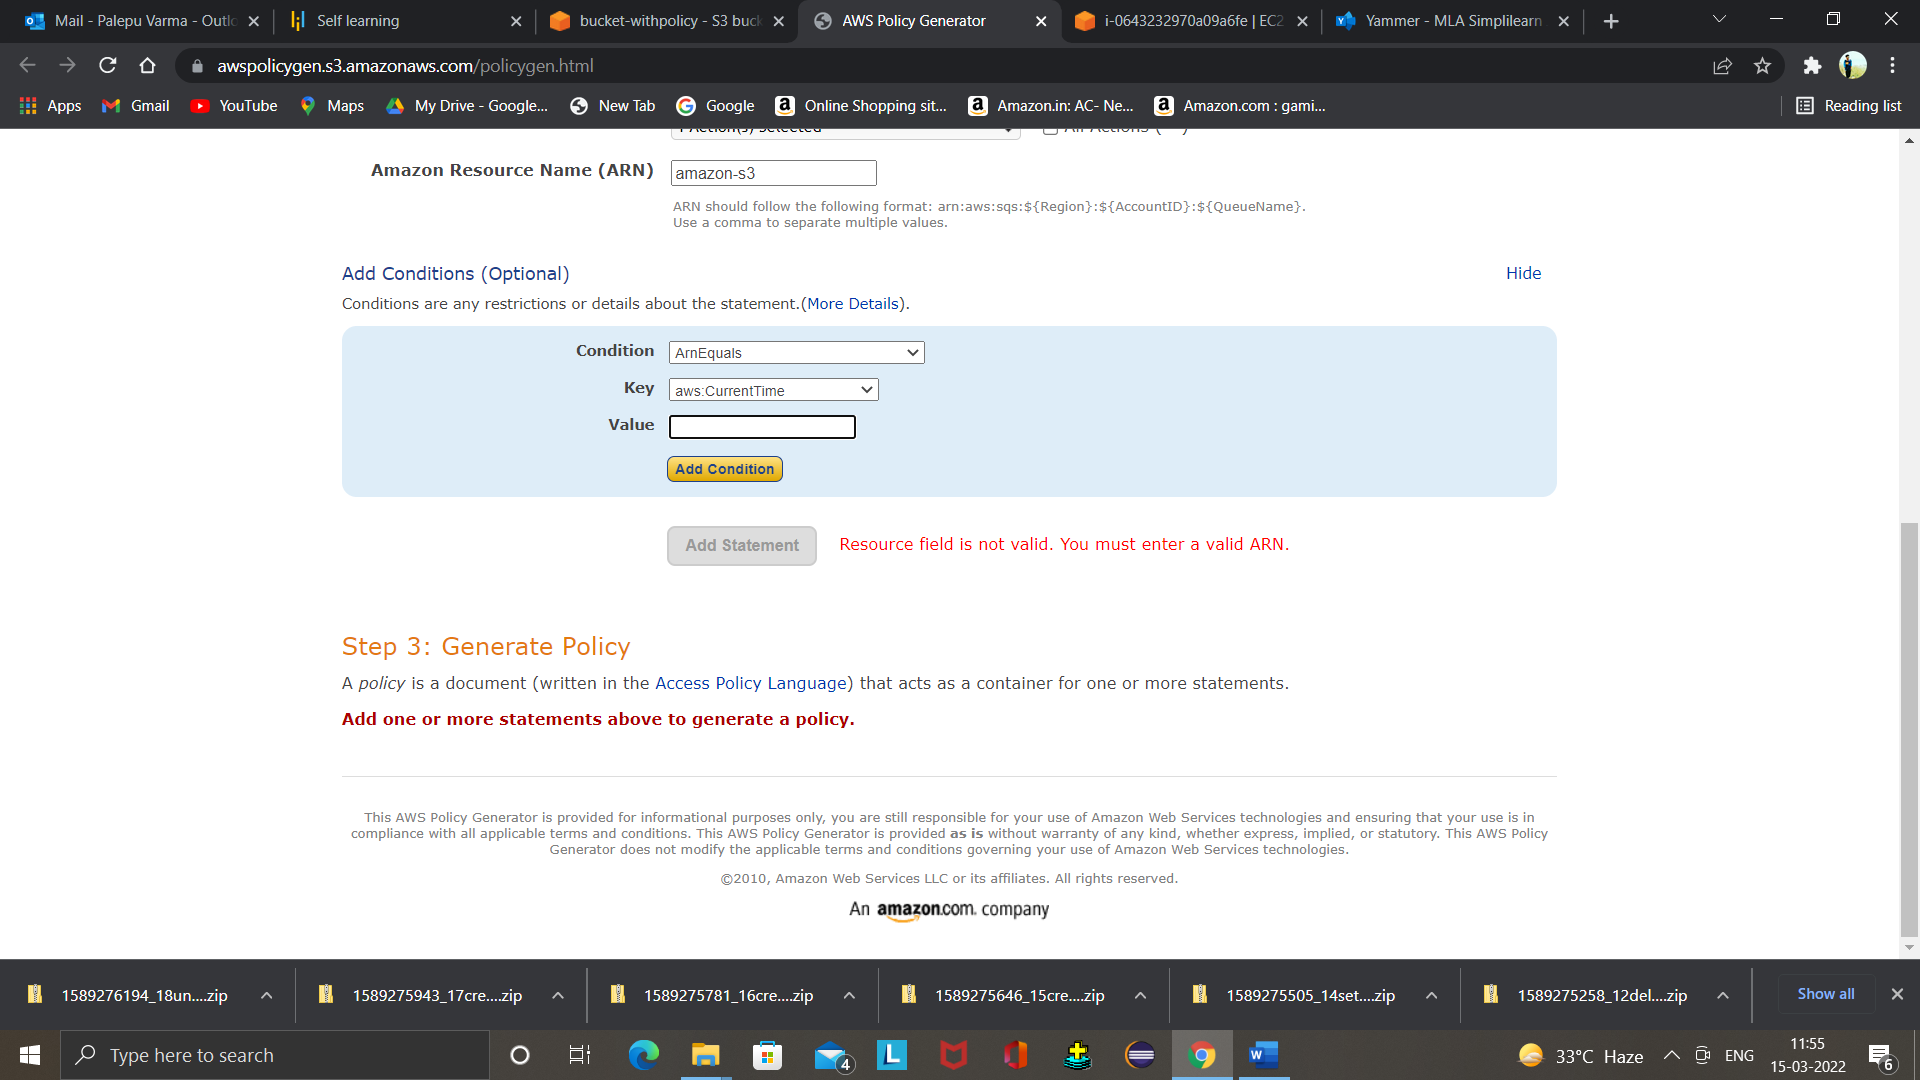 Mail - Palepu Varma - Outlo
Self learning
bucket-withpolicy - S3 buck
AWS Policy Generator
i-0643232970a09a6fe | EC2
Yammer - MLA Simplilearn
awspolicygen.s3.amazonaws.com/policygen.html
Apps
Gmail
YouTube
Maps
My Drive - Google...
New Tab
Google
Online Shopping sit...
Amazon.in: AC- Ne...
Amazon.com : gami...
Reading list
Amazon Resource Name (ARN)
amazon-s3
ARN should follow the following format: arn:aws:sqs:${Region}:${AccountID}:${QueueName}.
Use a comma to separate multiple values.
Add Conditions (Optional)
Hide
Conditions are any restrictions or details about the statement.(More Details).
Condition
ArnEquals
Key
aws:CurrentTime
Value
Add Condition
Add Statement
Resource field is not valid. You must enter a valid ARN.
Step 3: Generate Policy
A policy is a document (written in the Access Policy Language) that acts as a container for one or more statements.
Add one or more statements above to generate a policy.
This AWS Policy Generator is provided for informational purposes only, you are still responsible for your use of Amazon Web Services technologies and ensuring that your use is in
compliance with all applicable terms and conditions. This AWS Policy Generator is provided as is without warranty of any kind, whether express, implied, or statutory. This AWS Policy
Generator does not modify the applicable terms and conditions governing your use of Amazon Web Services technologies.
©2010, Amazon Web Services LLC or its affiliates. All rights reserved.
An amazon.com. company
1589276194_18un....zip
1589275943_17cre....zip
1589275781_16cre....zip
1589275646_15cre....zip
1589275505_14set....zip
1589275258_12del....zip
Show all
Type here to search
4
L
W
33°C Haze
ENG
11:55
15-03-2022
6